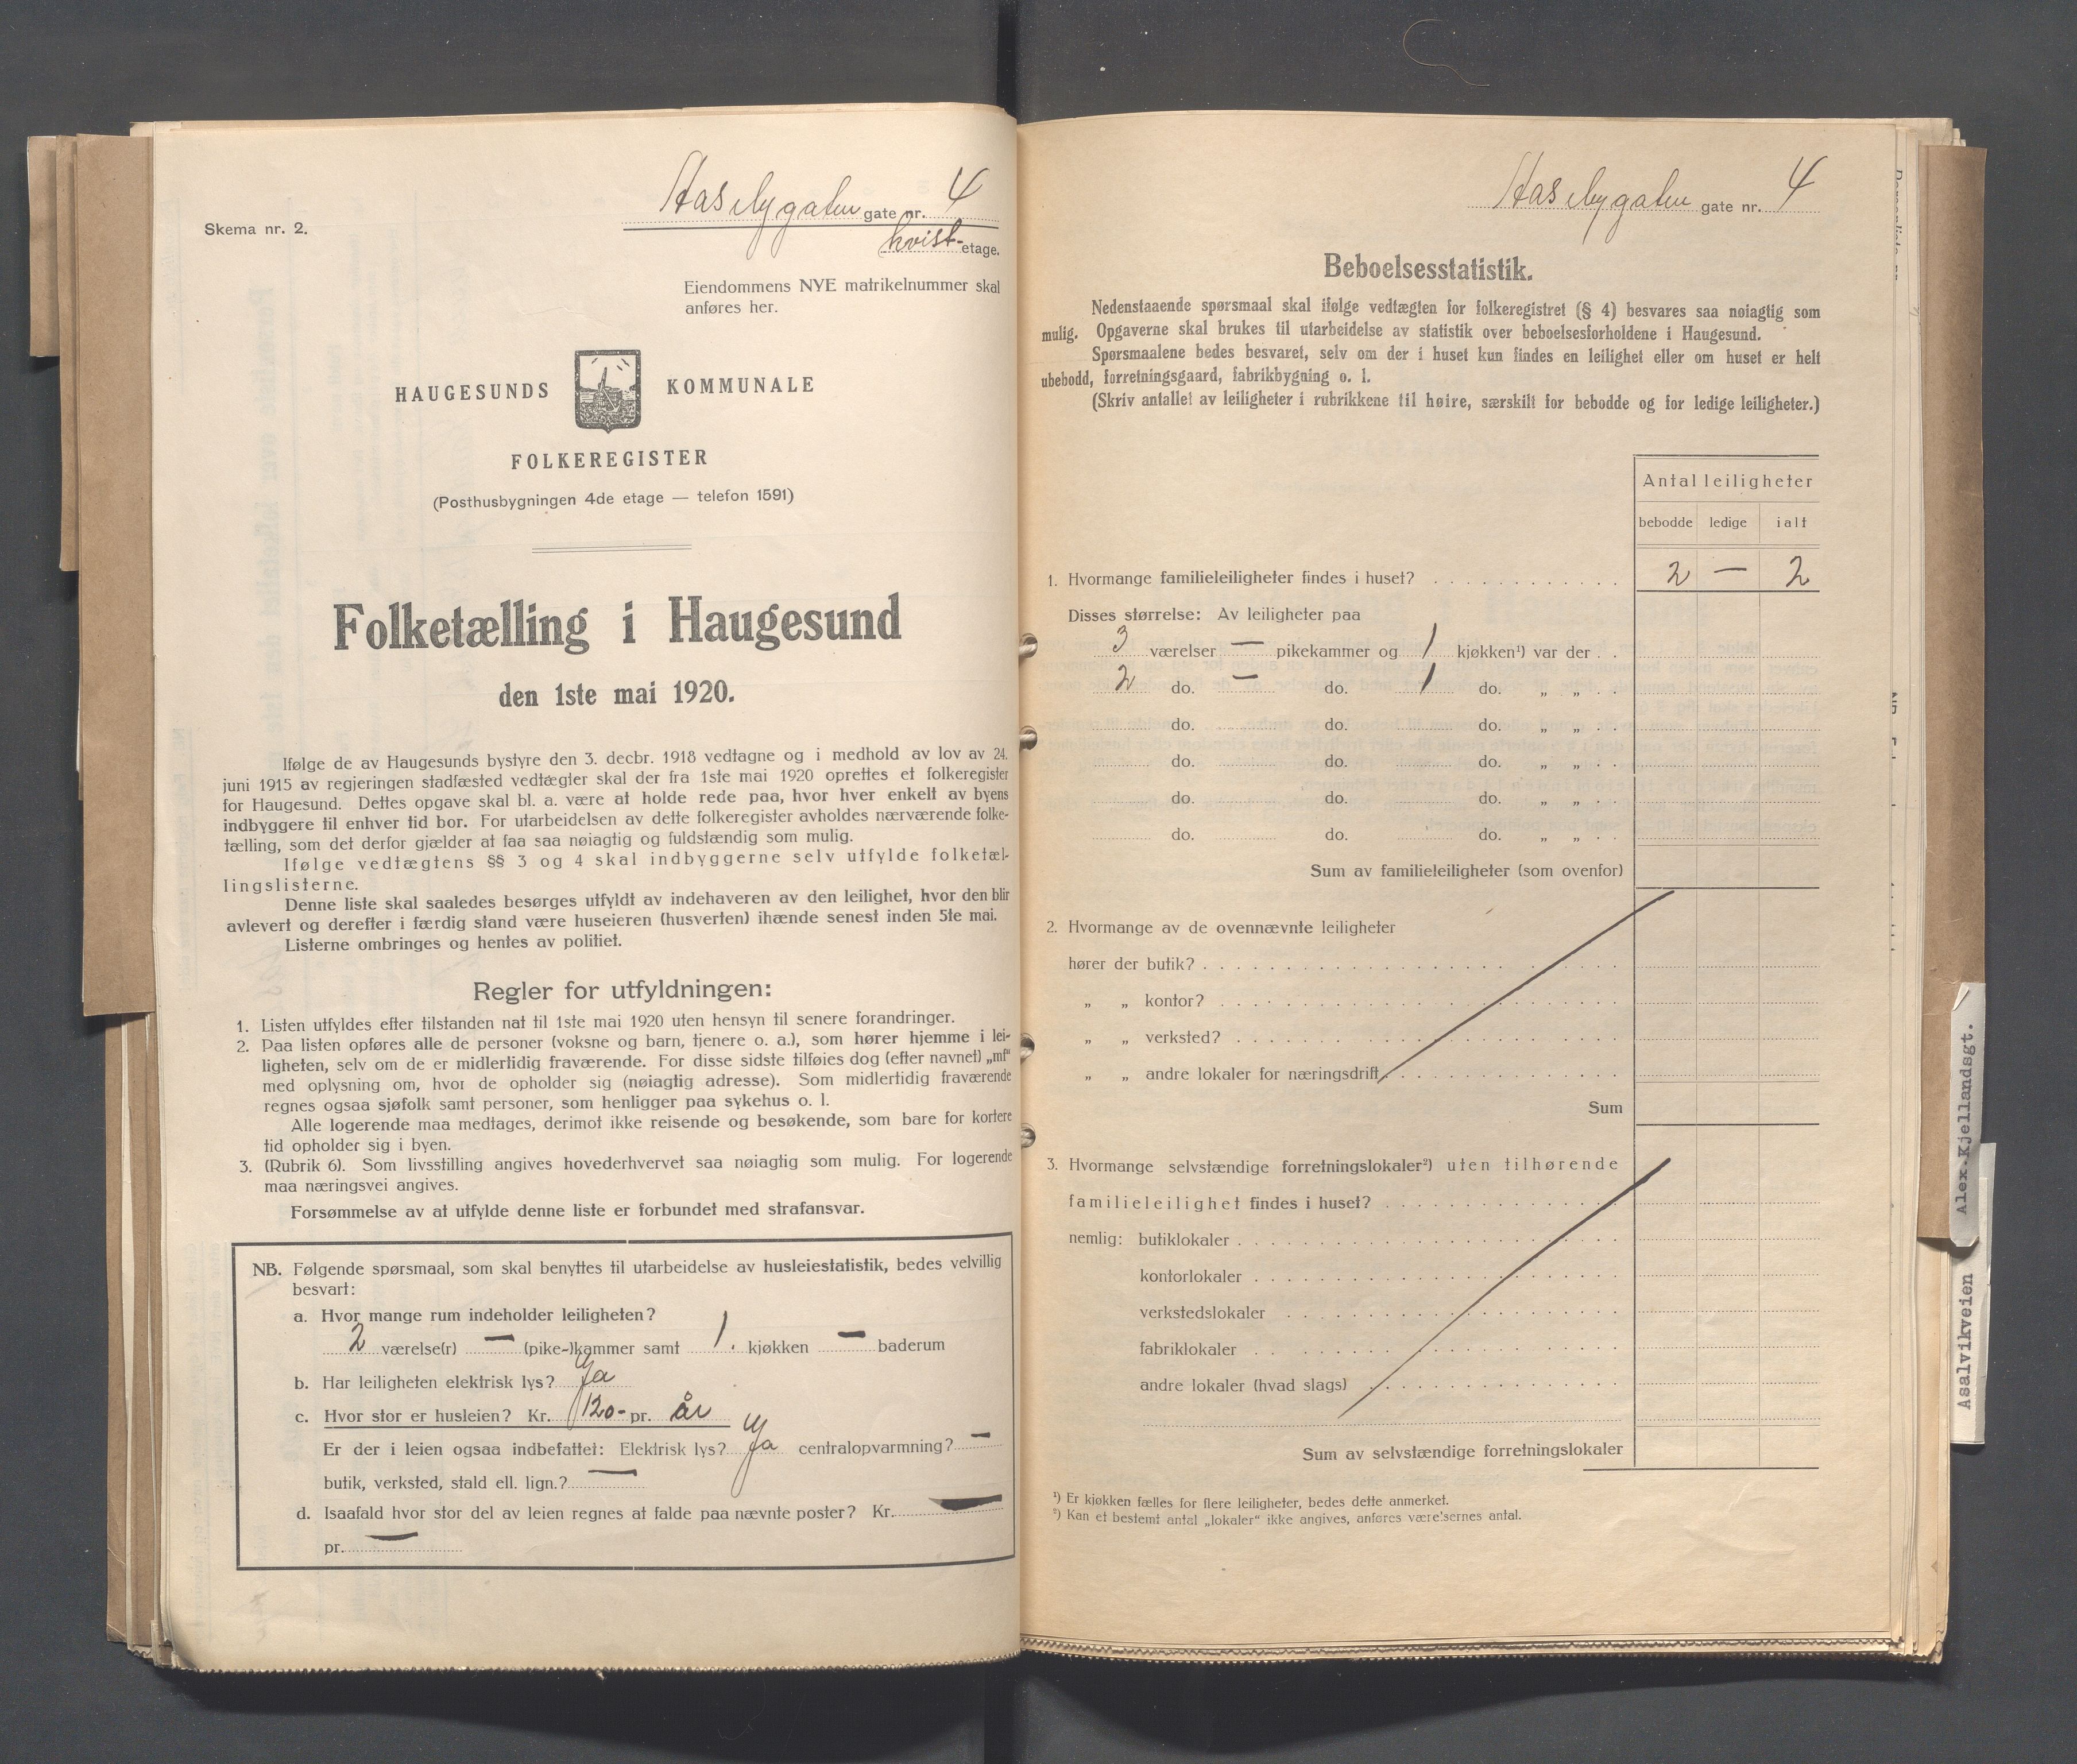 Aasebygaten gate nr. 4
Skema nr. 2.
hvist- etage.
Eiendommens NYE matrikelnummer skal
anføres her.
HAUGESUNDS KOMMUNALE
FOLKEREGISTER
(Posthusbygningen 4de etage — telefon 1591)
Folketælling i Haugesund
den 1ste mai 1920.
Ifølge de av Haugesunds bystyre den 3. decbr. 1918 vedtagne og i medhold av lov av 24.
juni 1915 av regjeringen stadfæsted vedtægter skal der fra 1ste mai 1920 oprettes et folkeregister
for Haugesund. Dettes opgave skal bl. a. være at holde rede paa, hvor hver enkelt av byens
indbyggere til enhver tid bor. For utarbeidelsen av dette folkeregister avholdes nærværende folke-
tælling, som det derfor gjælder at faa saa nøiagtig og fuldstændig som mulig.
Ifølge vedtægtens §§ 3 og 4 skal indbyggerne selv utfylde folketæl-
lingslisterne.
Denne liste skal saaledes besørges utfyldt av indehaveren av den leilighet, hvor den blir
avlevert og derefter i færdig stand være huseieren (husverten) ihænde senest inden 5te mai.
Listerne ombringes og hentes av politiet.
Regler for utfyldningen:
1. Listen utfyldes efter tilstanden nat til 1ste mai 1920 uten hensyn til senere forandringer.
2. Paa listen opføres alle de personer (voksne og barn, tjenere o. a.), som hører hjemme i lei-
ligheten, selv om de er midlertidig fraværende. For disse sidste tilføies dog (efter navnet) „mf"
med oplysning om, hvor de opholder sig (nøiagtig adresse). Som midlertidig fraværende
regnes ogsaa sjøfolk samt personer, som henligger paa sykehus o. l.
Alle logerende maa medtages, derimot ikke reisende og besøkende, som bare for kortere
tid opholder sig i byen.
3. (Rubrik 6). Som livsstilling angives hovederhvervet saa nøiagtig som mulig. For logerende
maa næringsvei angives.
Forsømmelse av at utfylde denne liste er forbundet med strafansvar.
NB. Følgende spørsmaal, som skal benyttes til utarbeidelse av husleiestatistik, bedes velvillig
besvart:
a. Hvor mange rum indeholder leiligheten?
2 værelse(r) — (pike-)kammer samt 1. kjøkken — baderum
b. Har leiligheten elektrisk lys? Ja
c. Hvor stor er husleien? Kr. 120- pr. år
Er der i leien ogsaa indbefattet: Elektrisk lys? Ja centralopvarmning? —
butik, verksted, stald ell. lign.? —
d. Isaafald hvor stor del av leien regnes at falde paa nævnte poster? Kr. —
pr. —
Aasebygaten gate nr. 4
Beboelsesstatistik.
Nedenstaaende spørsmaal skal ifølge vedtægten for folkeregistret (§ 4) besvares saa nøiagtig som
mulig. Opgaverne skal brukes til utarbeidelse av statistik over beboelsesforholdene i Haugesund.
Spørsmaalene bedes besvaret, selv om der i huset kun findes en leilighet eller om huset er helt
ubebodd, forretningsgaard, fabrikbygning o. l.
(Skriv antallet av leiligheter i rubrikkene til høire, særskilt for bebodde og for ledige leiligheter.)
Antal leiligheter
bebodde ledige ialt
1. Hvormange familieleiligheter findes i huset? 2 — 2
Disses størrelse: Av leiligheter paa
3 værelser — pikekammer og 1 kjøkken¹) var der
2 do. — do. 1 do. „ „
do. do. do. „ „
do. do. do. „ „
do. do. do. „ „
do. do. do. „ „
Sum av familieleiligheter (som ovenfor)
2. Hvormange av de ovennævnte leiligheter
hører der butik?
„ „ kontor?
„ „ verksted?
„ „ andre lokaler for næringsdrift
Sum
3. Hvormange selvstændige forretningslokaler²) uten tilhørende
familieleilighet findes i huset?
nemlig: butiklokaler
kontorlokaler
verkstedslokaler
fabriklokaler
andre lokaler (hvad slags)
Sum av selvstændige forretningslokaler
¹) Er kjøkken fælles for flere leiligheter, bedes dette anmerket.
²) Kan et bestemt antal „lokaler" ikke angives, anføres være'sernes antal.
Alex.Kjellandsgt.
Asalvikveien